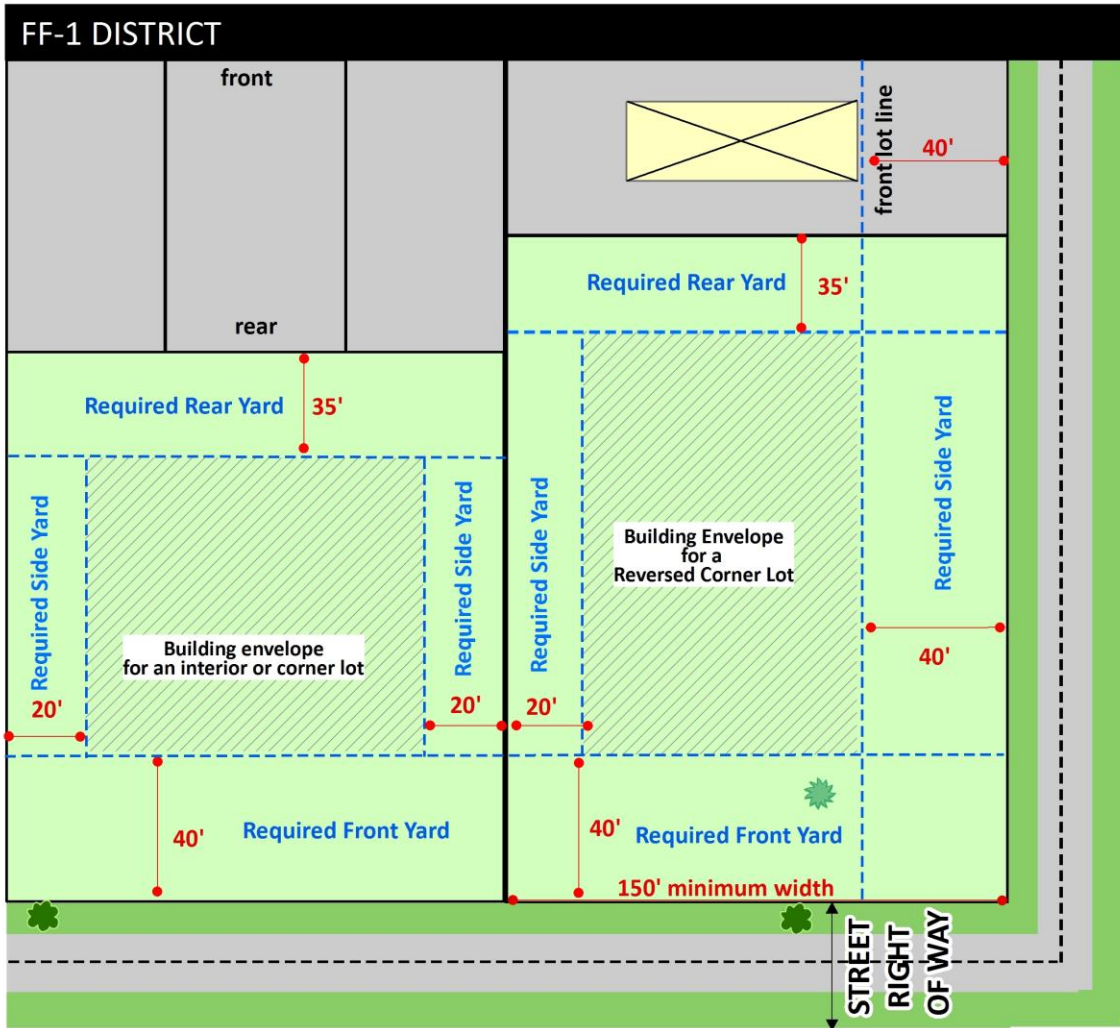 FF-1 DISTRICT
front
rear
front lot line
40'
Required Rear Yard
35'
Required Rear Yard
35'
Required Side Yard
20'
Building envelope
for an interior or corner lot
Required Side Yard
20'
Required Side Yard
20'
Building Envelope
for a
Reversed Corner Lot
Required Side Yard
40'
40'
Required Front Yard
40'
Required Front Yard
150' minimum width
STREET
RIGHT
OF WAY